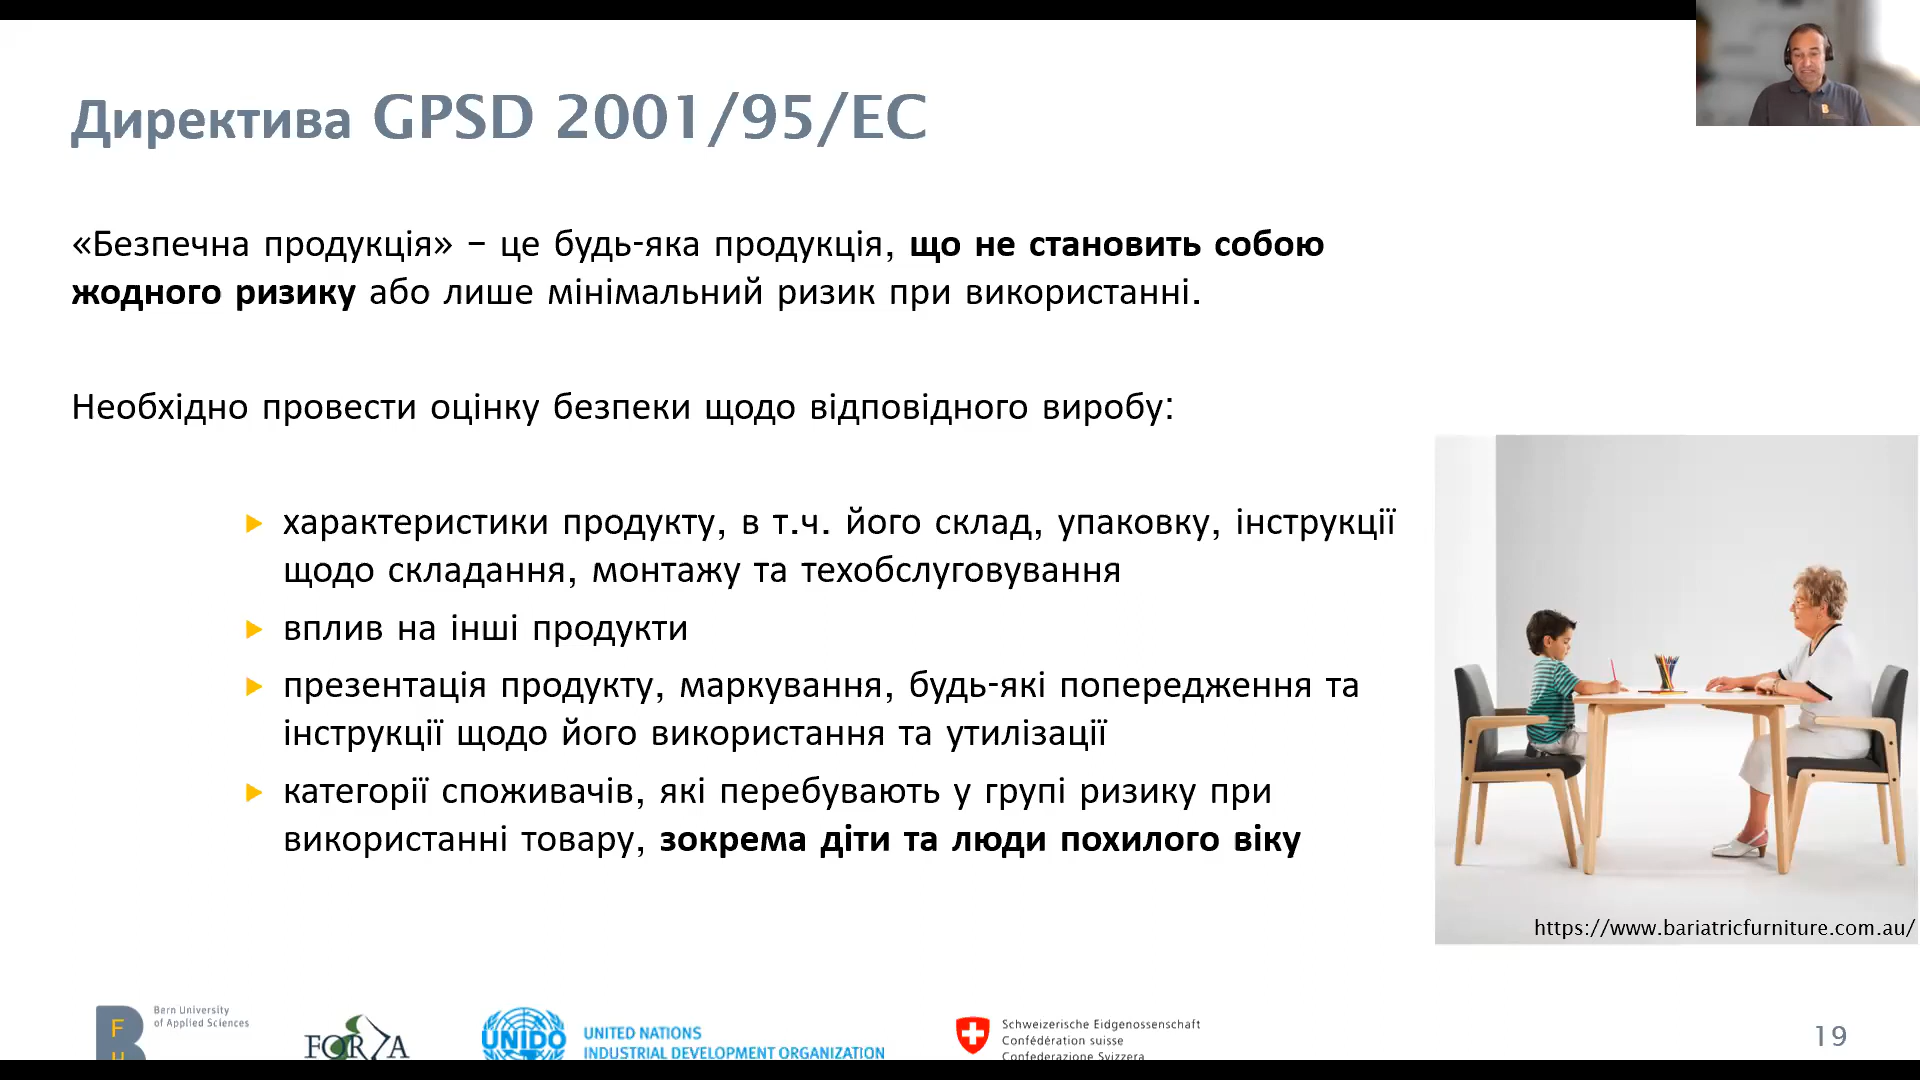 Директива GPSD 2001/95/EC
«Безпечна продукція» – це будь-яка продукція, що не становить собою
жодного ризику або лише мінімальний ризик при використанні.
Необхідно провести оцінку безпеки щодо відповідного виробу:
характеристики продукту, в т.ч. його склад, упаковку, інструкції
щодо складання, монтажу та техобслуговування
вплив на інші продукти
презентація продукту, маркування, будь-які попередження та
інструкції щодо його використання та утилізації
категорії споживачів, які перебувають у групі ризику при
використанні товару, зокрема діти та люди похилого віку
https://www.bariatricfurniture.com.au/
B
F
H
Bern University
of Applied Sciences
FORZA
UNIDO
UNITED NATIONS
INDUSTRIAL DEVELOPMENT ORGANIZATION
Schweizerische Eidgenossenschaft
Confédération suisse
Confederazione Svizzera
19